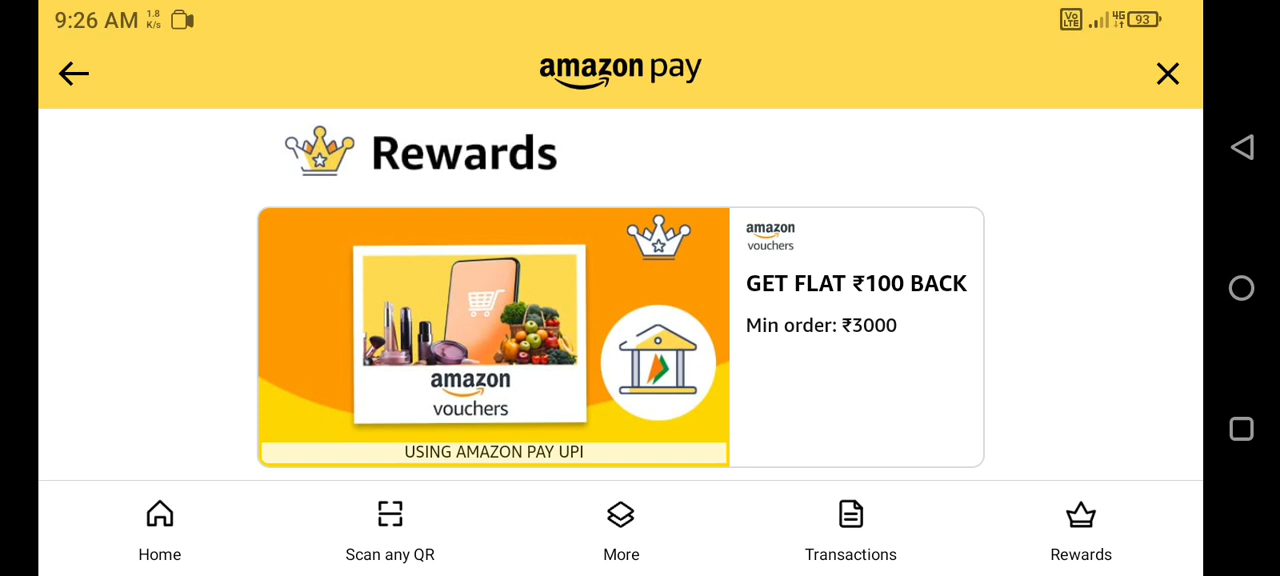 9:26 AM 1.8 K/s
Vo LTE 4G 93
amazon pay
Rewards
amazon
vouchers
USING AMAZON PAY UPI
amazon
vouchers
GET FLAT ₹100 BACK
Min order: ₹3000
Home
Scan any QR
More
Transactions
Rewards